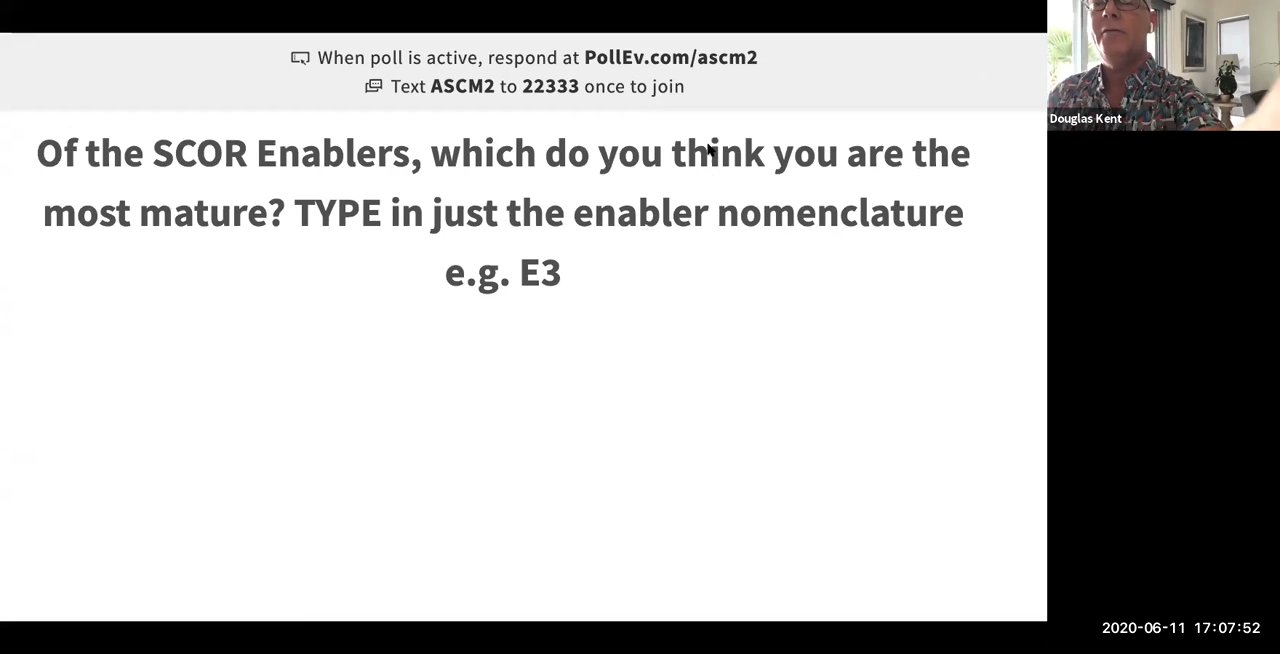 When poll is active, respond at PollEv.com/ascm2
Text ASCM2 to 22333 once to join
Of the SCOR Enablers, which do you think you are the
most mature? TYPE in just the enabler nomenclature
e.g. E3
Douglas Kent
2020-06-11 17:07:52